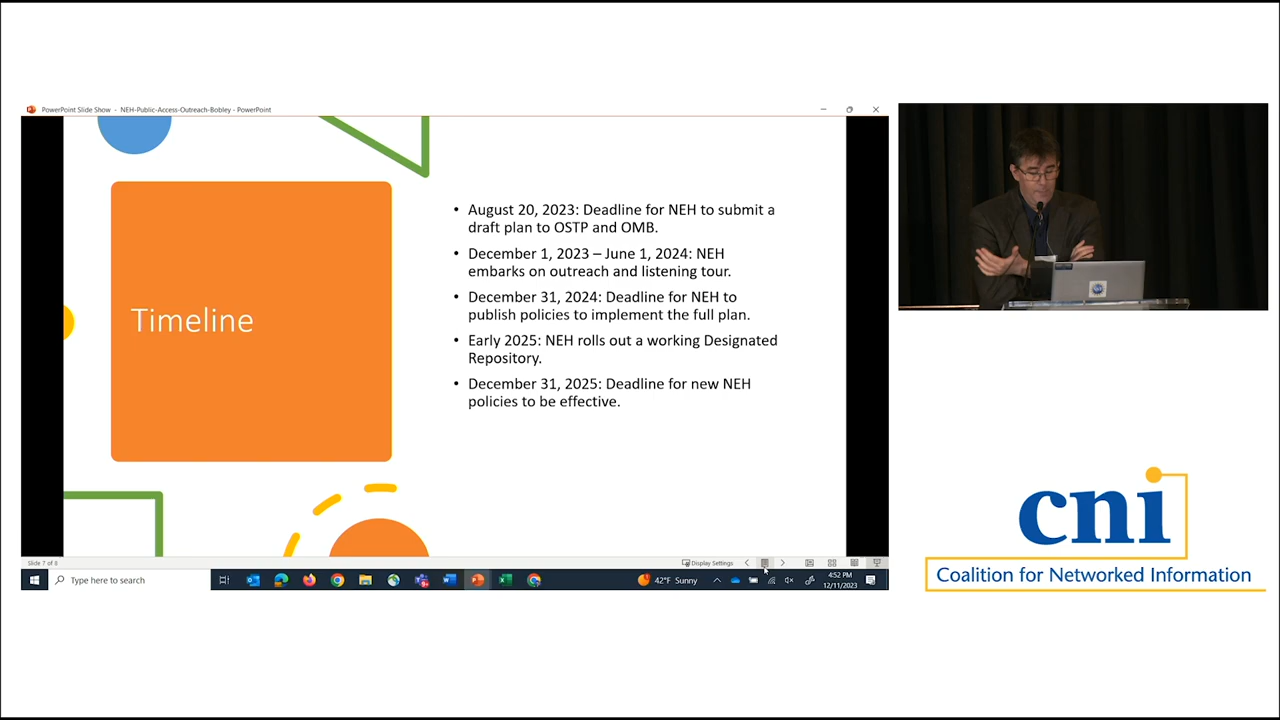 PowerPoint Slide Show - NEH-Public-Access-Outreach-Bobley - PowerPoint
Timeline
• August 20, 2023: Deadline for NEH to submit a
draft plan to OSTP and OMB.
• December 1, 2023 – June 1, 2024: NEH
embarks on outreach and listening tour.
• December 31, 2024: Deadline for NEH to
publish policies to implement the full plan.
• Early 2025: NEH rolls out a working Designated
Repository.
• December 31, 2025: Deadline for new NEH
policies to be effective.
Slide 7 of 8
Display Settings
Type here to search
42°F Sunny
4:52 PM
12/11/2023
cni
Coalition for Networked Information